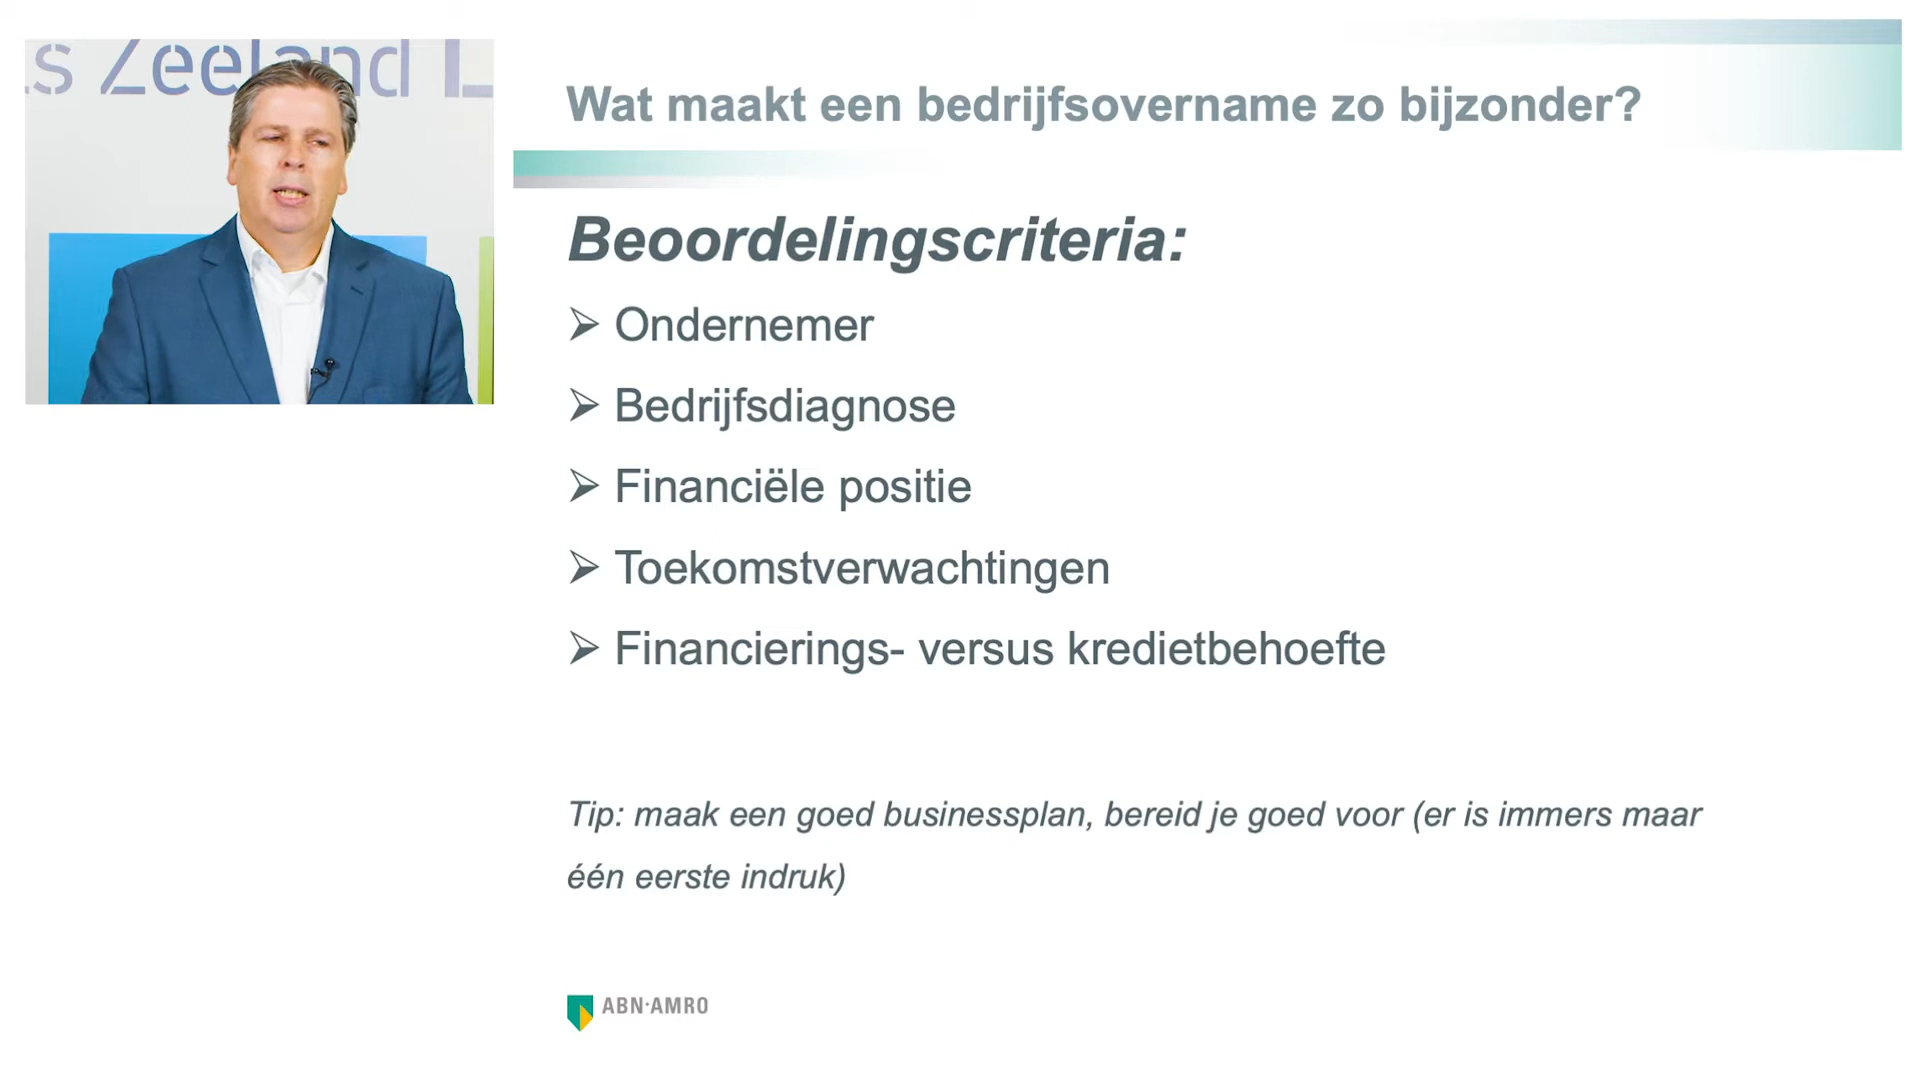 s Zeeland
Wat maakt een bedrijfsovername zo bijzonder?
Beoordelingscriteria:
➢ Ondernemer
➢ Bedrijfsdiagnose
➢ Financiële positie
➢ Toekomstverwachtingen
➢ Financierings- versus kredietbehoefte
Tip: maak een goed businessplan, bereid je goed voor (er is immers maar
één eerste indruk)
ABN·AMRO